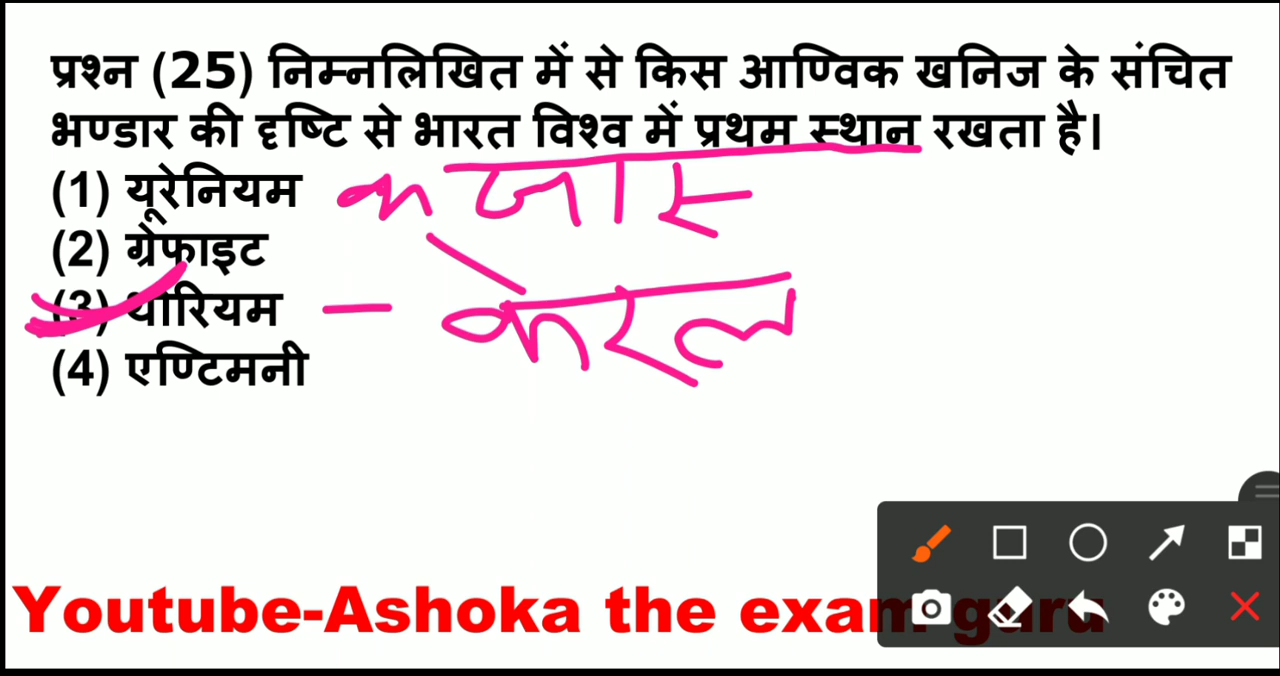 प्रश्न (25) निम्नलिखित में से किस आण्विक खनिज के संचित
भण्डार की दृष्टि से भारत विश्व में प्रथम स्थान रखता है।
(1) यूरेनियम
(2) ग्रेफाइट
(3) थोरियम – केरल
(4) एण्टिमनी
Youtube-Ashoka the exam guru